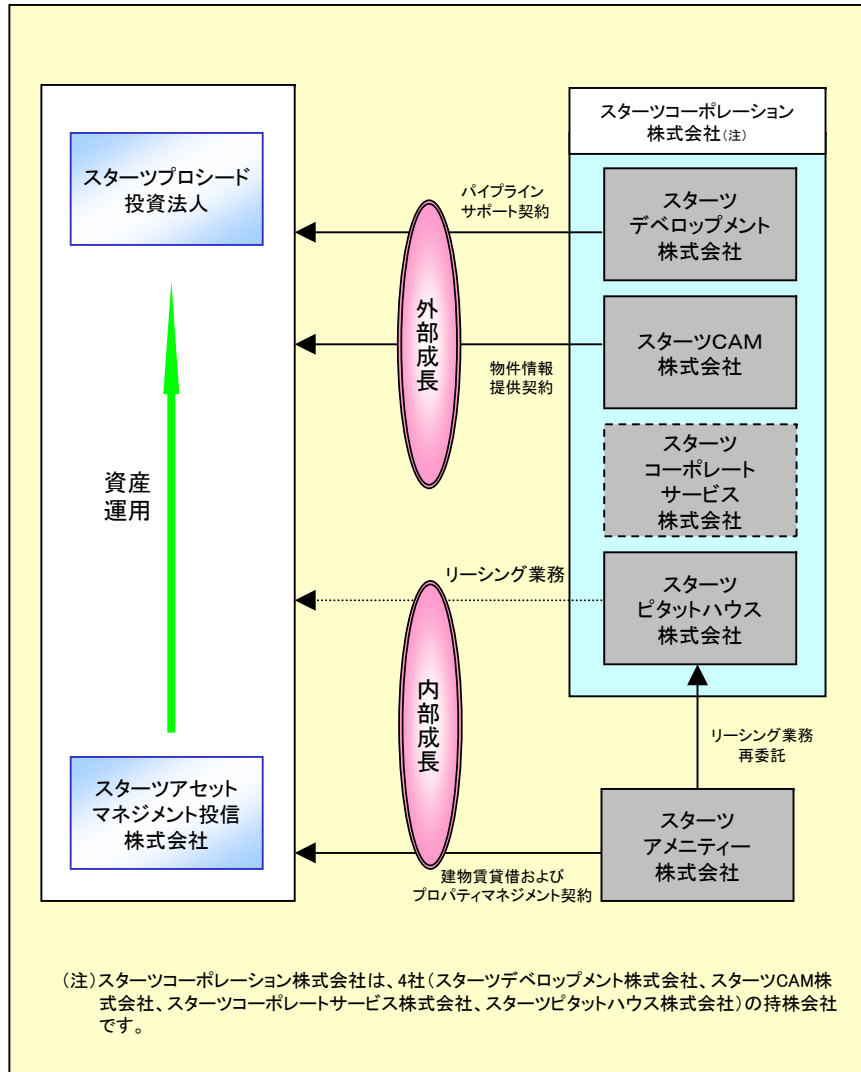 スターツプロシード
投資法人
資産
運用
スターツアセット
マネジメント投信
株式会社
パイプライン
サポート契約
外部成長
物件情報
提供契約
リーシング業務
内部成長
建物賃貸借および
プロパティマネジメント契約
スターツコーポレーション
株式会社(注)
スターツ
デベロップメント
株式会社
スターツCAM
株式会社
スターツ
コーポレート
サービス
株式会社
スターツ
ピタットハウス
株式会社
リーシング業務
再委託
スターツ
アメニティー
株式会社
(注)スターツコーポレーション株式会社は、4社(スターツデベロップメント株式会社、スターツCAM株
式会社、スターツコーポレートサービス株式会社、スターツピタットハウス株式会社)の持株会社
です。